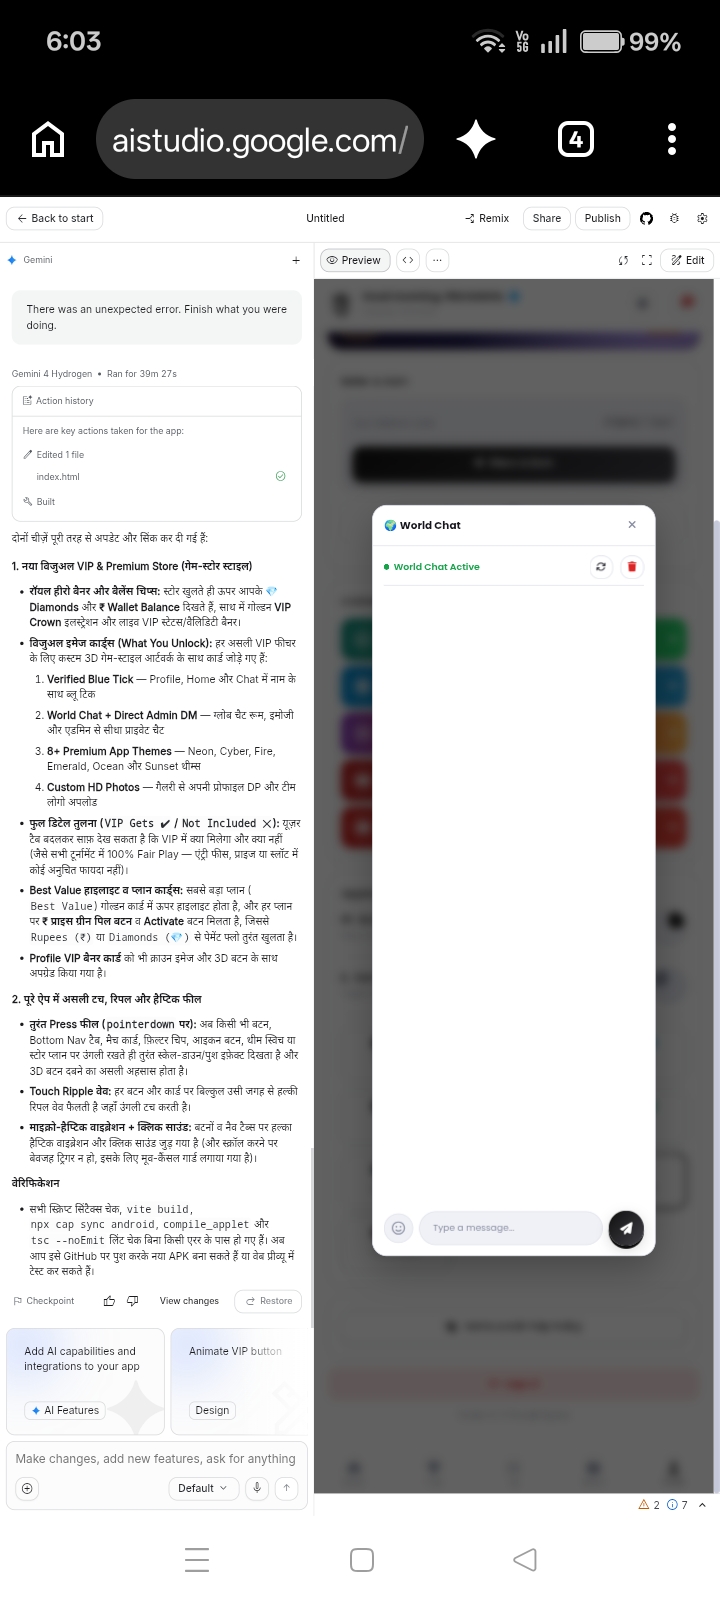 6:03
Vo
5G
99%
aistudio.google.com/
4
Back to start
Untitled
Remix
Share
Publish
Gemini
Preview
Edit
There was an unexpected error. Finish what you were
doing.
Gemini 4 Hydrogen • Ran for 39m 27s
Action history
Here are key actions taken for the app:
Edited 1 file
index.html
Built
दोनों चीज़ें पूरी तरह से अपडेट और सिंक कर दी गई हैं:
1. नया विजुअल VIP & Premium Store (गेम-स्टोर स्टाइल)
• रॉयल हीरो बैनर और बैलेंस चिप्स: स्टोर खुलते ही ऊपर आपके 💎
Diamonds और ₹ Wallet Balance दिखते हैं, साथ में गोल्डन VIP
Crown इलस्ट्रेशन और लाइव VIP स्टेटस/वैलिडिटी बैनर।
• विजुअल इमेज कार्ड्स (What You Unlock): हर असली VIP फीचर
के लिए कस्टम 3D गेम-स्टाइल आर्टवर्क के साथ कार्ड जोड़े गए हैं:
1. Verified Blue Tick — Profile, Home और Chat में नाम के
साथ ब्लू टिक
2. World Chat + Direct Admin DM — ग्लोब चैट रूम, इमोजी
और एडमिन से सीधा प्राइवेट चैट
3. 8+ Premium App Themes — Neon, Cyber, Fire,
Emerald, Ocean और Sunset थीम्स
4. Custom HD Photos — गैलरी से अपनी प्रोफाइल DP और टीम
लोगो अपलोड
• फुल डिटेल तुलना (VIP Gets ✔ / Not Included ✕): यूज़र
टैब बदलकर साफ़ देख सकता है कि VIP में क्या मिलेगा और क्या नहीं
(जैसे सभी टूर्नामेंट में 100% Fair Play — एंट्री फीस, प्राइज या स्लॉट में
कोई अनुचित फायदा नहीं)।
• Best Value हाइलाइट व प्लान कार्ड्स: सबसे बड़ा प्लान (
Best Value) गोल्डन कार्ड में ऊपर हाइलाइट होता है, और हर प्लान
पर ₹ प्राइस ग्रीन पिल बटन व Activate बटन मिलता है, जिससे
Rupees (₹) या Diamonds (💎) से पेमेंट फ्लो तुरंत खुलता है।
• Profile VIP बैनर कार्ड को भी क्राउन इमेज और 3D बटन के साथ
अपग्रेड किया गया है।
2. पूरे ऐप में असली टच, रिपल और हैप्टिक फील
• तुरंत Press फील (pointerdown पर): अब किसी भी बटन,
Bottom Nav टैब, मैच कार्ड, फ़िल्टर चिप, आइकन बटन, थीम स्विच या
स्टोर प्लान पर उंगली रखते ही तुरंत स्केल-डाउन/पुश इफ़ेक्ट दिखता है और
3D बटन दबने का असली अहसास होता है।
• Touch Ripple वेव: हर बटन और कार्ड पर बिल्कुल उसी जगह से हल्की
रिपल वेव फैलती है जहाँ उंगली टच करती है।
• माइक्रो-हैप्टिक वाइब्रेशन + क्लिक साउंड: बटनों व नैव टैब्स पर हल्का
हैप्टिक वाइब्रेशन और क्लिक साउंड जुड़ गया है (और स्क्रॉल करने पर
बेवजह ट्रिगर न हो, इसके लिए मूव-कैंसल गार्ड लगाया गया है)।
वेरिफिकेशन
• सभी स्क्रिप्ट सिंटैक्स चेक, vite build,
npx cap sync android, compile_applet और
tsc --noEmit लिंट चेक बिना किसी एरर के पास हो गए हैं। अब
आप इसे GitHub पर पुश करके नया APK बना सकते हैं या वेब प्रीव्यू में
टेस्ट कर सकते हैं।
Checkpoint
View changes
Restore
Add AI capabilities and
integrations to your app
AI Features
Animate VIP button
Design
Make changes, add new features, ask for anything
Default
World Chat
World Chat Active
Type a message...
2
7